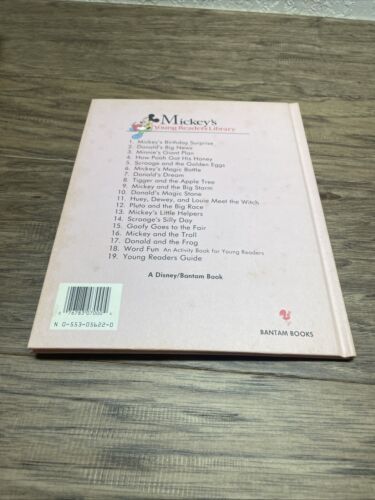 Mickey's
Young Readers Library
1. Mickey's Birthday Surprise
2. Donald's Big News
3. Minnie's Giant Plan
4. How Pooh Got His Honey
5. Scrooge and the Golden Eggs
6. Mickey's Magic Bottle
7. Donald's Dream
8. Tigger and the Apple Tree
9. Mickey and the Big Storm
10. Donald's Magic Stone
11. Huey, Dewey, and Louie Meet the Witch
12. Pluto and the Big Race
13. Mickey's Little Helpers
14. Scrooge's Silly Day
15. Goofy Goes to the Fair
16. Mickey and the Troll
17. Donald and the Frog
18. Word Fun An Activity Book for Young Readers
19. Young Readers Guide
A Disney/Bantam Book
N 0-553-05622-0
BANTAM BOOKS